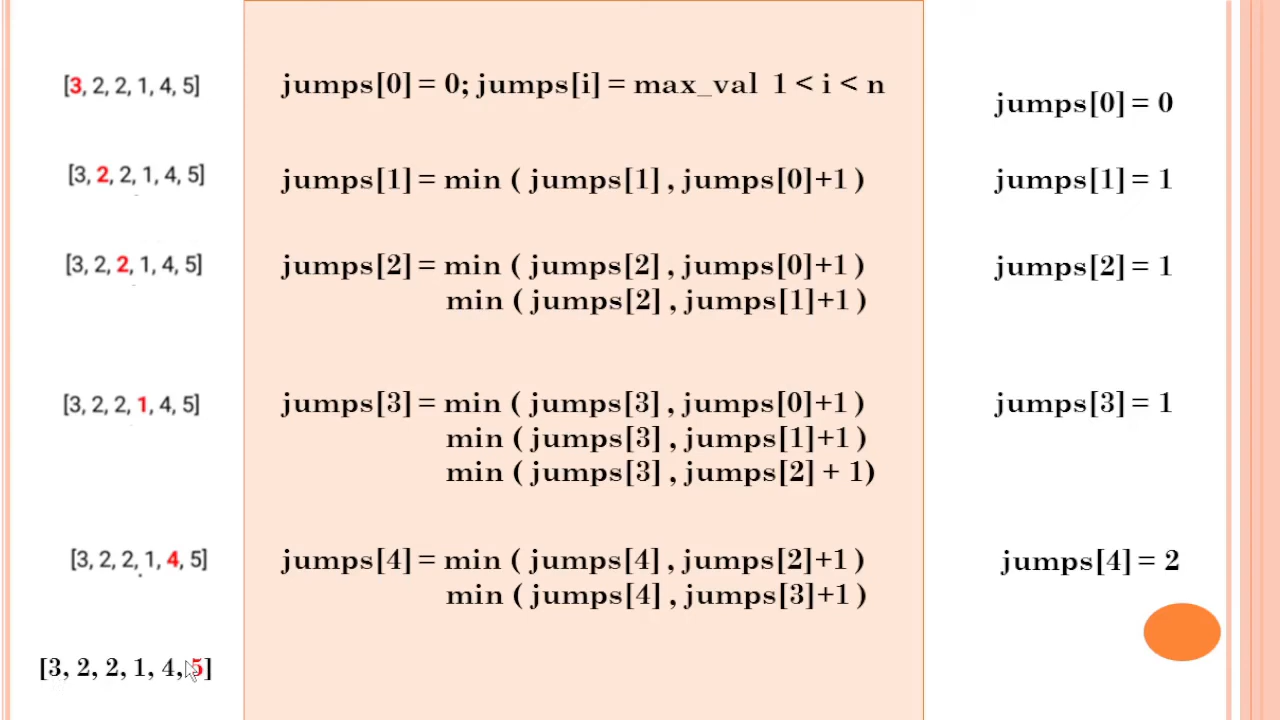 [3, 2, 2, 1, 4, 5]
jumps[0] = 0; jumps[i] = max_val 1 < i < n
jumps[0] = 0
[3, 2, 2, 1, 4, 5]
jumps[1] = min ( jumps[1] , jumps[0]+1 )
jumps[1] = 1
[3, 2, 2, 1, 4, 5]
jumps[2] = min ( jumps[2] , jumps[0]+1 )
min ( jumps[2] , jumps[1]+1 )
jumps[2] = 1
[3, 2, 2, 1, 4, 5]
jumps[3] = min ( jumps[3] , jumps[0]+1 )
min ( jumps[3] , jumps[1]+1 )
min ( jumps[3] , jumps[2] + 1)
jumps[3] = 1
[3, 2, 2, 1, 4, 5]
jumps[4] = min ( jumps[4] , jumps[2]+1 )
min ( jumps[4] , jumps[3]+1 )
jumps[4] = 2
[3, 2, 2, 1, 4, 5]